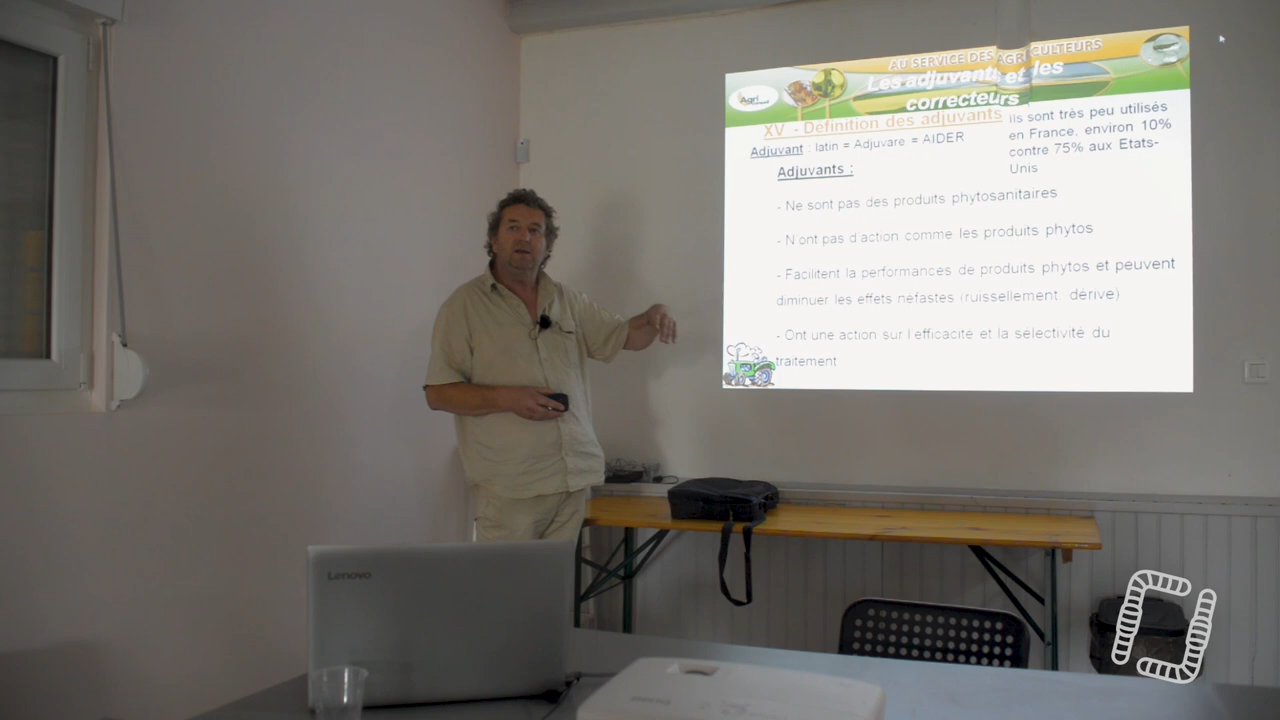 AU SERVICE DES AGRICULTEURS
Les adjuvants et les
correcteurs
Agri
XV - Definition des adjuvants
Adjuvant : latin = Adjuvare = AIDER
Ils sont très peu utilisés
en France, environ 10%
contre 75% aux Etats-
Unis
Adjuvants :
- Ne sont pas des produits phytosanitaires
- N'ont pas d'action comme les produits phytos
- Facilitent la performances de produits phytos et peuvent
diminuer les effets néfastes (ruissellement, dérive)
- Ont une action sur l'efficacité et la sélectivité du
traitement
Lenovo